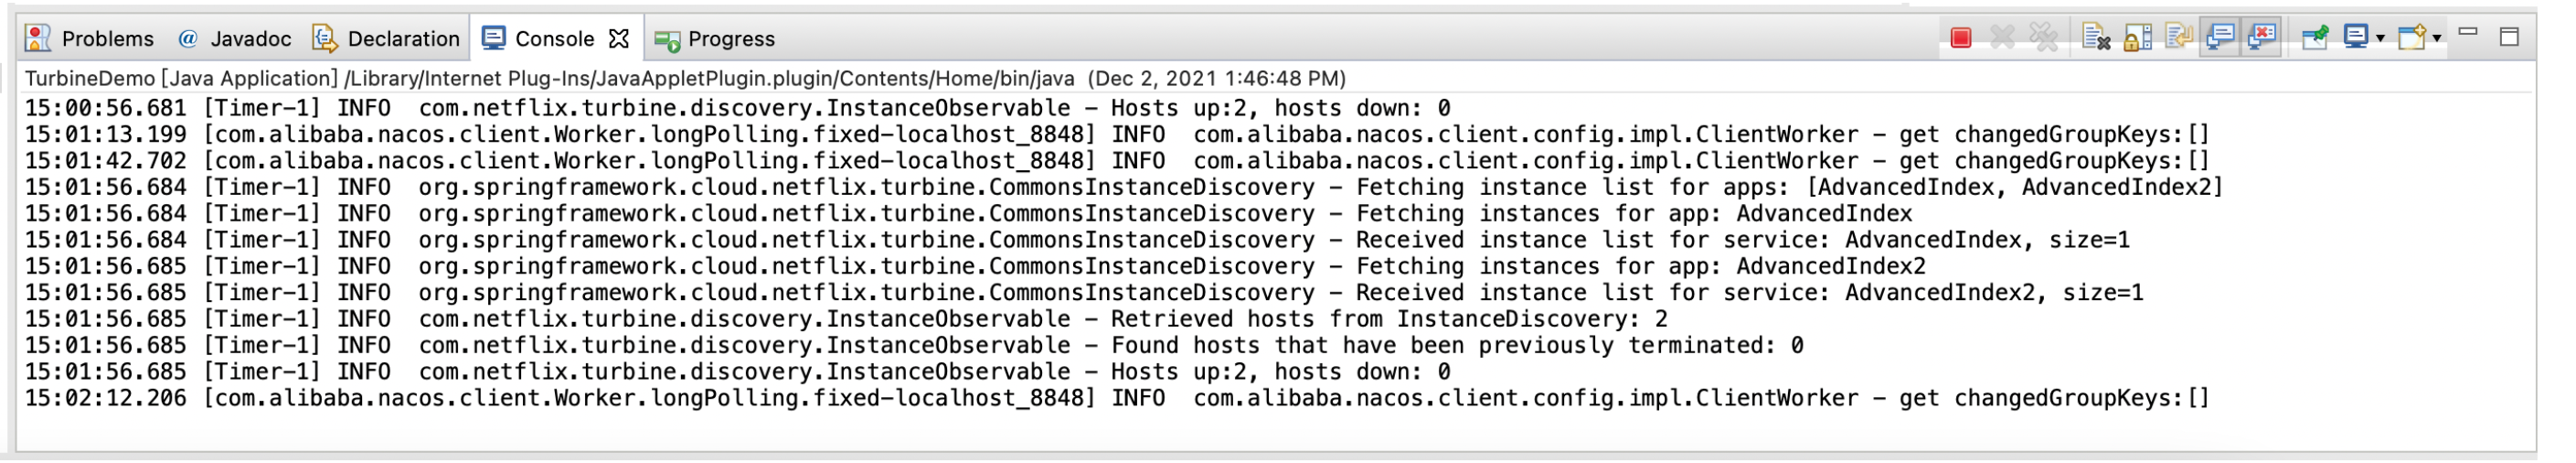 Problems @ Javadoc Declaration Console Progress
TurbineDemo [Java Application] /Library/Internet Plug-Ins/JavaAppletPlugin.plugin/Contents/Home/bin/java (Dec 2, 2021 1:46:48 PM)
15:00:56.681 [Timer-1] INFO  com.netflix.turbine.discovery.InstanceObservable - Hosts up:2, hosts down: 0
15:01:13.199 [com.alibaba.nacos.client.Worker.longPolling.fixed-localhost_8848] INFO  com.alibaba.nacos.client.config.impl.ClientWorker - get changedGroupKeys:[]
15:01:42.702 [com.alibaba.nacos.client.Worker.longPolling.fixed-localhost_8848] INFO  com.alibaba.nacos.client.config.impl.ClientWorker - get changedGroupKeys:[]
15:01:56.684 [Timer-1] INFO  org.springframework.cloud.netflix.turbine.CommonsInstanceDiscovery - Fetching instance list for apps: [AdvancedIndex, AdvancedIndex2]
15:01:56.684 [Timer-1] INFO  org.springframework.cloud.netflix.turbine.CommonsInstanceDiscovery - Fetching instances for app: AdvancedIndex
15:01:56.684 [Timer-1] INFO  org.springframework.cloud.netflix.turbine.CommonsInstanceDiscovery - Received instance list for service: AdvancedIndex, size=1
15:01:56.685 [Timer-1] INFO  org.springframework.cloud.netflix.turbine.CommonsInstanceDiscovery - Fetching instances for app: AdvancedIndex2
15:01:56.685 [Timer-1] INFO  org.springframework.cloud.netflix.turbine.CommonsInstanceDiscovery - Received instance list for service: AdvancedIndex2, size=1
15:01:56.685 [Timer-1] INFO  com.netflix.turbine.discovery.InstanceObservable - Retrieved hosts from InstanceDiscovery: 2
15:01:56.685 [Timer-1] INFO  com.netflix.turbine.discovery.InstanceObservable - Found hosts that have been previously terminated: 0
15:01:56.685 [Timer-1] INFO  com.netflix.turbine.discovery.InstanceObservable - Hosts up:2, hosts down: 0
15:02:12.206 [com.alibaba.nacos.client.Worker.longPolling.fixed-localhost_8848] INFO  com.alibaba.nacos.client.config.impl.ClientWorker - get changedGroupKeys:[]